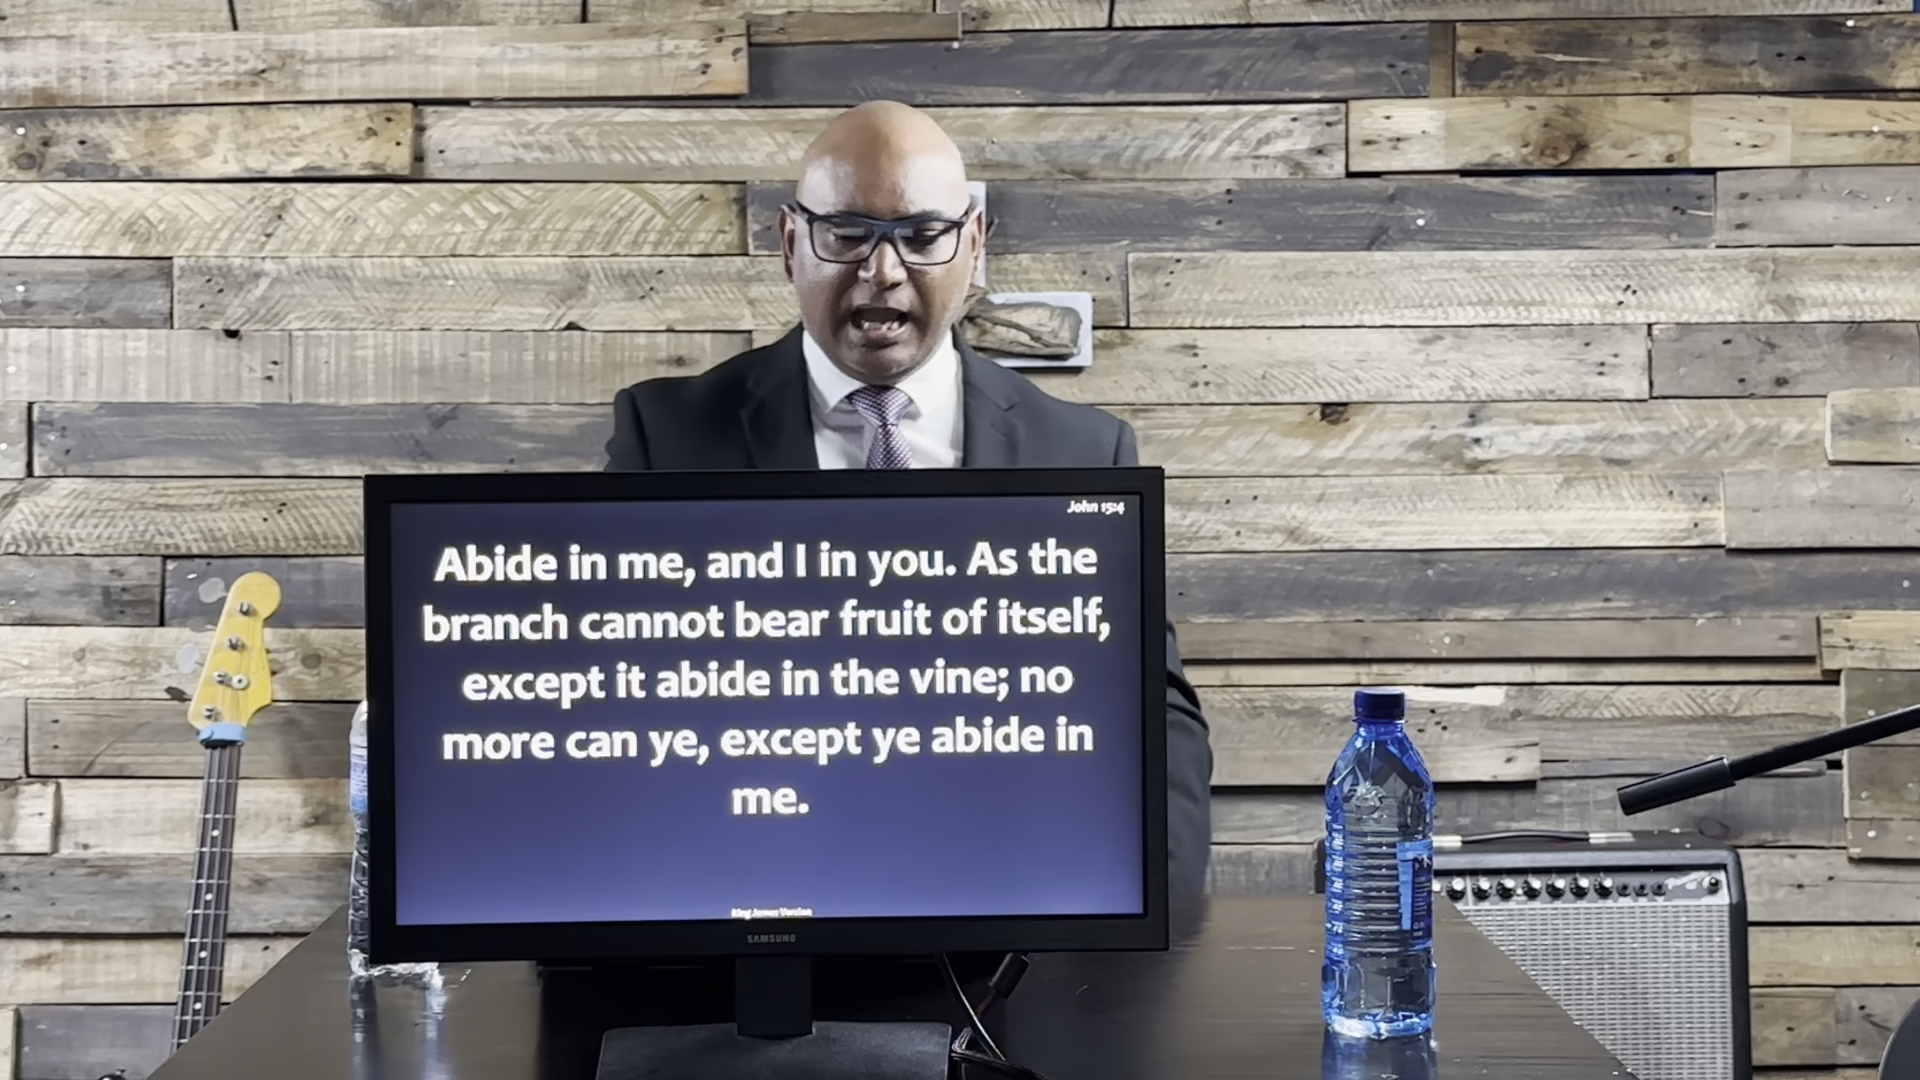 John 15:4
Abide in me, and I in you. As the
branch cannot bear fruit of itself,
except it abide in the vine; no
more can ye, except ye abide in
me.
King James Version
SAMSUNG